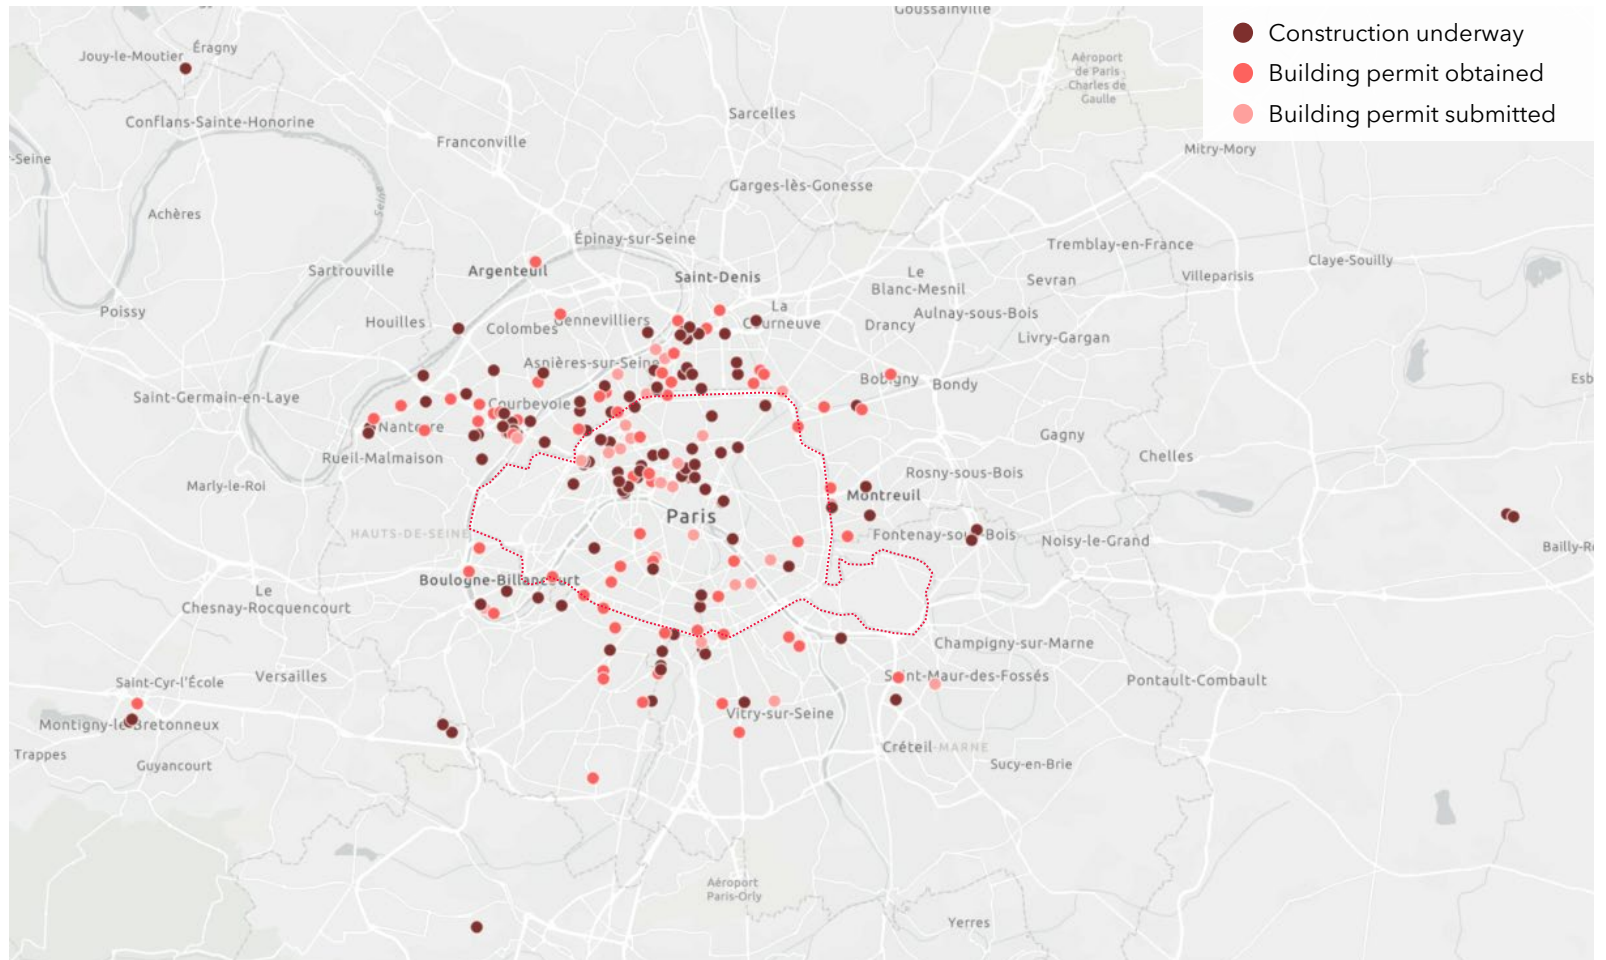 Goussainville
Construction underway
Building permit obtained
Building permit submitted
Éragny
Jouy-le-Moutier
Aéroport
de Paris
Charles de
Gaulle
Sarcelles
Conflans-Sainte-Honorine
Franconville
Mitry-Mory
-Seine
Garges-lès-Gonesse
Seine
Achères
Épinay-sur-Seine
Tremblay-en-France
Claye-Souilly
Sartrouville
Argenteuil
Saint-Denis
Le
Blanc-Mesnil
Sevran
Villeparisis
Poissy
Houilles
Colombes
Gennevilliers
La
Courneuve
Drancy
Aulnay-sous-Bois
Livry-Gargan
Asnières-sur-Seine
Bobigny
Bondy
Esb
Saint-Germain-en-Laye
Courbevoie
Nanterre
Gagny
Rueil-Malmaison
Chelles
Marly-le-Roi
Rosny-sous-Bois
Montreuil
Paris
HAUTS-DE-SEINE
Fontenay-sous-Bois
Noisy-le-Grand
Bailly-R
Boulogne-Billancourt
Le
Chesnay-Rocquencourt
Champigny-sur-Marne
Saint-Cyr-l'École
Versailles
Saint-Maur-des-Fossés
Pontault-Combault
Montigny-le-Bretonneux
Vitry-sur-Seine
Trappes
Guyancourt
Créteil
-MARNE
Sucy-en-Brie
Aéroport
Paris-Orly
Yerres